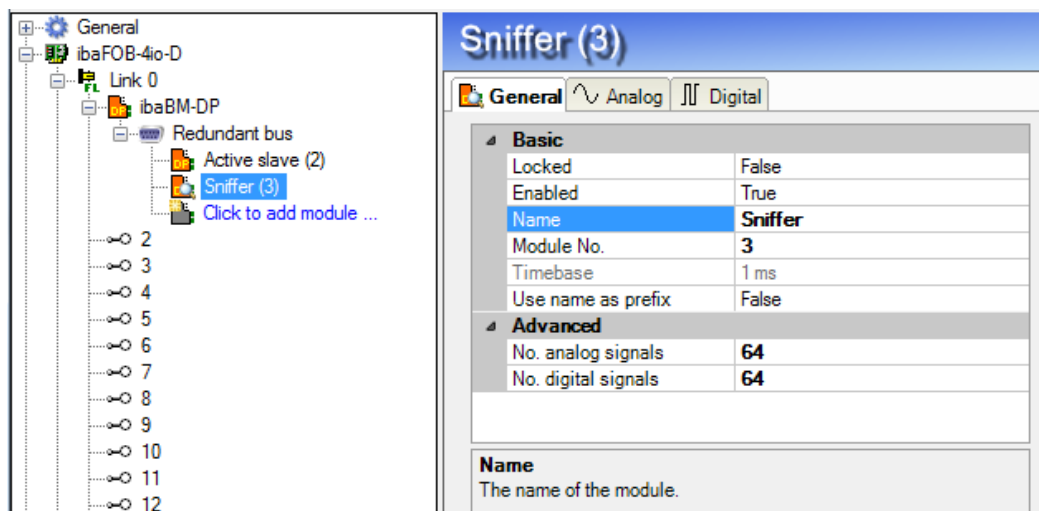 General
ibaFOB-4io-D
Link 0
ibaBM-DP
Redundant bus
Active slave (2)
Sniffer (3)
Click to add module ...
2
3
4
5
6
7
8
9
10
11
12
Sniffer (3)
General Analog Digital
Basic
Locked False
Enabled True
Name Sniffer
Module No. 3
Timebase 1 ms
Use name as prefix False
Advanced
No. analog signals 64
No. digital signals 64
Name
The name of the module.